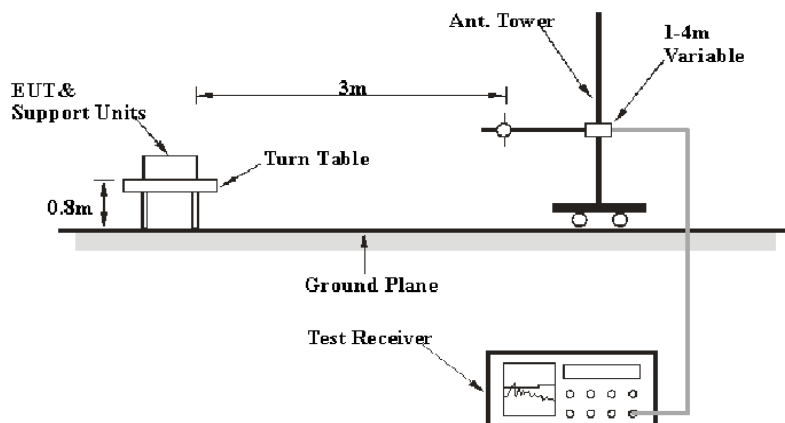 Ant. Tower
1-4m
Variable
EUT&
Support Units
3m
Turn Table
0.8m
Ground Plane
Test Receiver